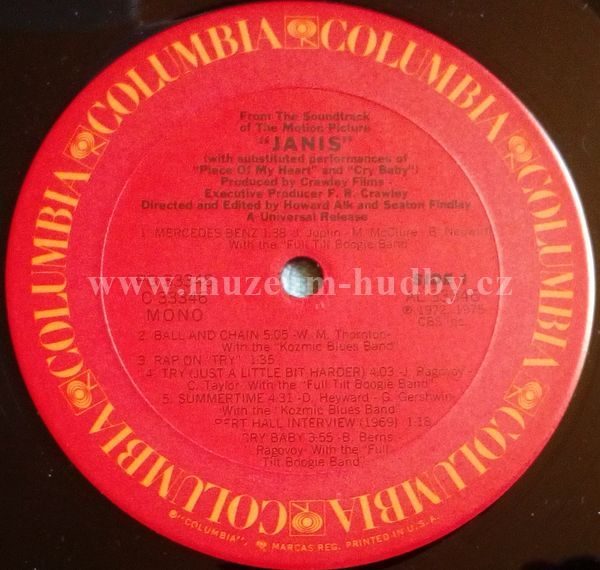 COLUMBIA COLUMBIA COLUMBIA COLUMBIA COLUMBIA COLUMBIA
From The Soundtrack
of The Motion Picture
"JANIS"
(with substituted performances of
"Piece Of My Heart" and "Cry Baby")
Produced by Crawley Films -
Executive Producer F. R. Crawley
Directed and Edited by Howard Alk and Seaton Findlay
A Universal Release
1. MERCEDES BENZ 1:38 -J. Joplin - M. McClure - B. Neuwirth-
With the "Full Tilt Boogie Band"
www.muzeum-hudby.cz
SIDE 1
C 33346
MONO
℗ 1972, 1975
CBS Inc.
2. BALL AND CHAIN 5:05 -W. M. Thornton-
With the "Kozmic Blues Band"
3. RAP ON "TRY" 1:35
4. TRY (JUST A LITTLE BIT HARDER) 4:03 -J. Ragovoy -
C. Taylor- With the "Full Tilt Boogie Band"
5. SUMMERTIME 4:31 -D. Heyward - G. Gershwin-
With the "Kozmic Blues Band"
HALL INTERVIEW (1969) 1:18
CRY BABY 3:55 - B. Berns -
Ragovoy- With the "Full
Tilt Boogie Band"
"COLUMBIA", MARCAS REG. PRINTED IN U.S.A.